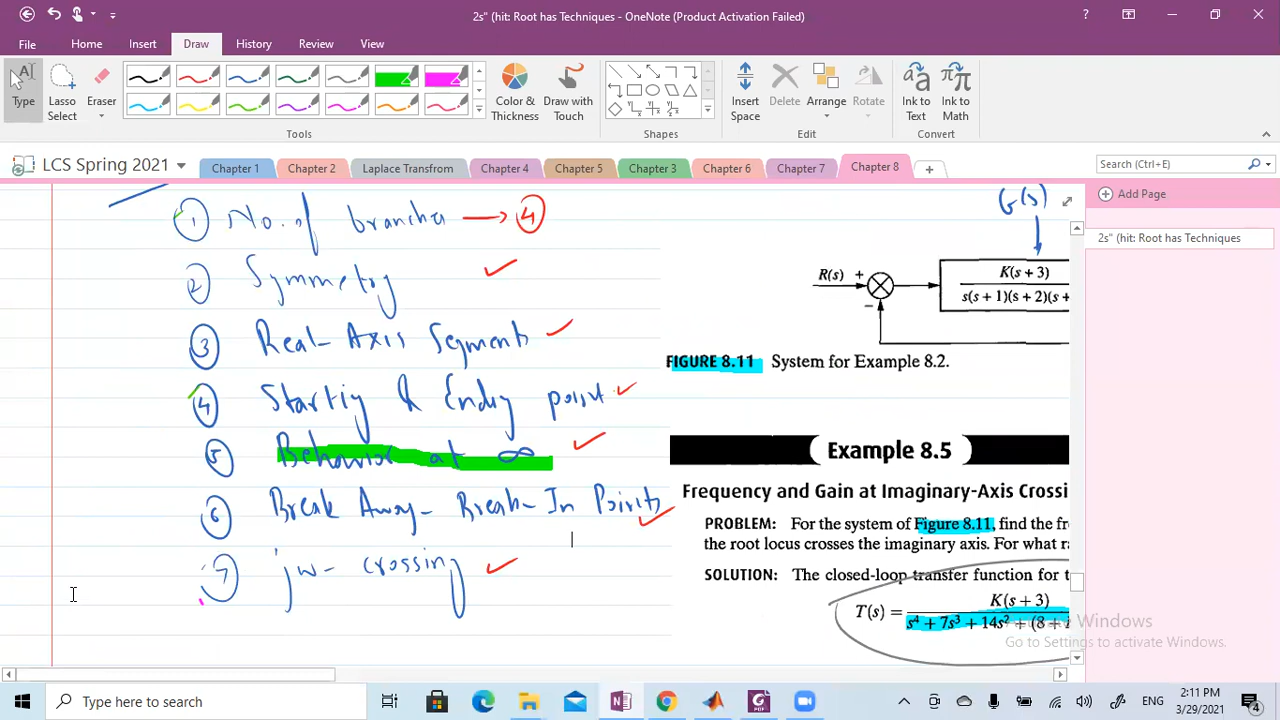 2s" (hit: Root has Techniques - OneNote (Product Activation Failed)
File Home Insert Draw History Review View
Type
Lasso Select
Eraser
Color & Thickness
Draw with Touch
Insert Space
Delete
Arrange
Rotate
Ink to Text
Ink to Math
Tools
Shapes
Edit
Convert
LCS Spring 2021
Chapter 1 Chapter 2 Laplace Transfrom Chapter 4 Chapter 5 Chapter 3 Chapter 6 Chapter 7 Chapter 8
Search (Ctrl+E)
Add Page
2s" (hit: Root has Techniques
① No. of branches → ④
② Symmetry
③ Real-Axis Segments
④ Starting & Ending point
⑤ Behavior at ∞
⑥ Break Away - Break-In Points
⑦ jw- crossing
G(s)
R(s) + −
K(s + 3)
s(s + 1)(s + 2)(s +
FIGURE 8.11 System for Example 8.2.
Example 8.5
Frequency and Gain at Imaginary-Axis Crossi
PROBLEM: For the system of Figure 8.11, find the fr
the root locus crosses the imaginary axis. For what ra
SOLUTION: The closed-loop transfer function for t
T(s) =
K(s + 3)
s⁴ + 7s³ + 14s² + (8 +
Activate Windows
Go to Settings to activate Windows.
Type here to search
ENG
2:11 PM
3/29/2021
4